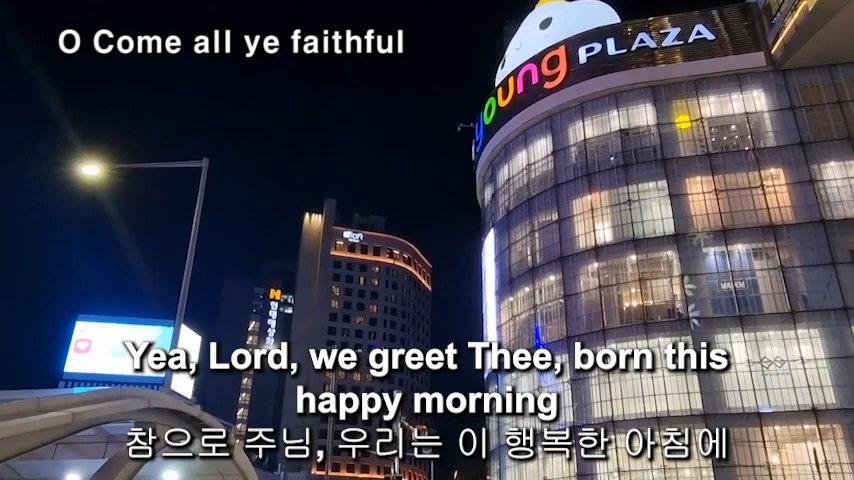 O Come all ye faithful
young PLAZA
aloft
Yea, Lord, we greet Thee, born this
happy morning
참으로 주님, 우리는 이 행복한 아침에